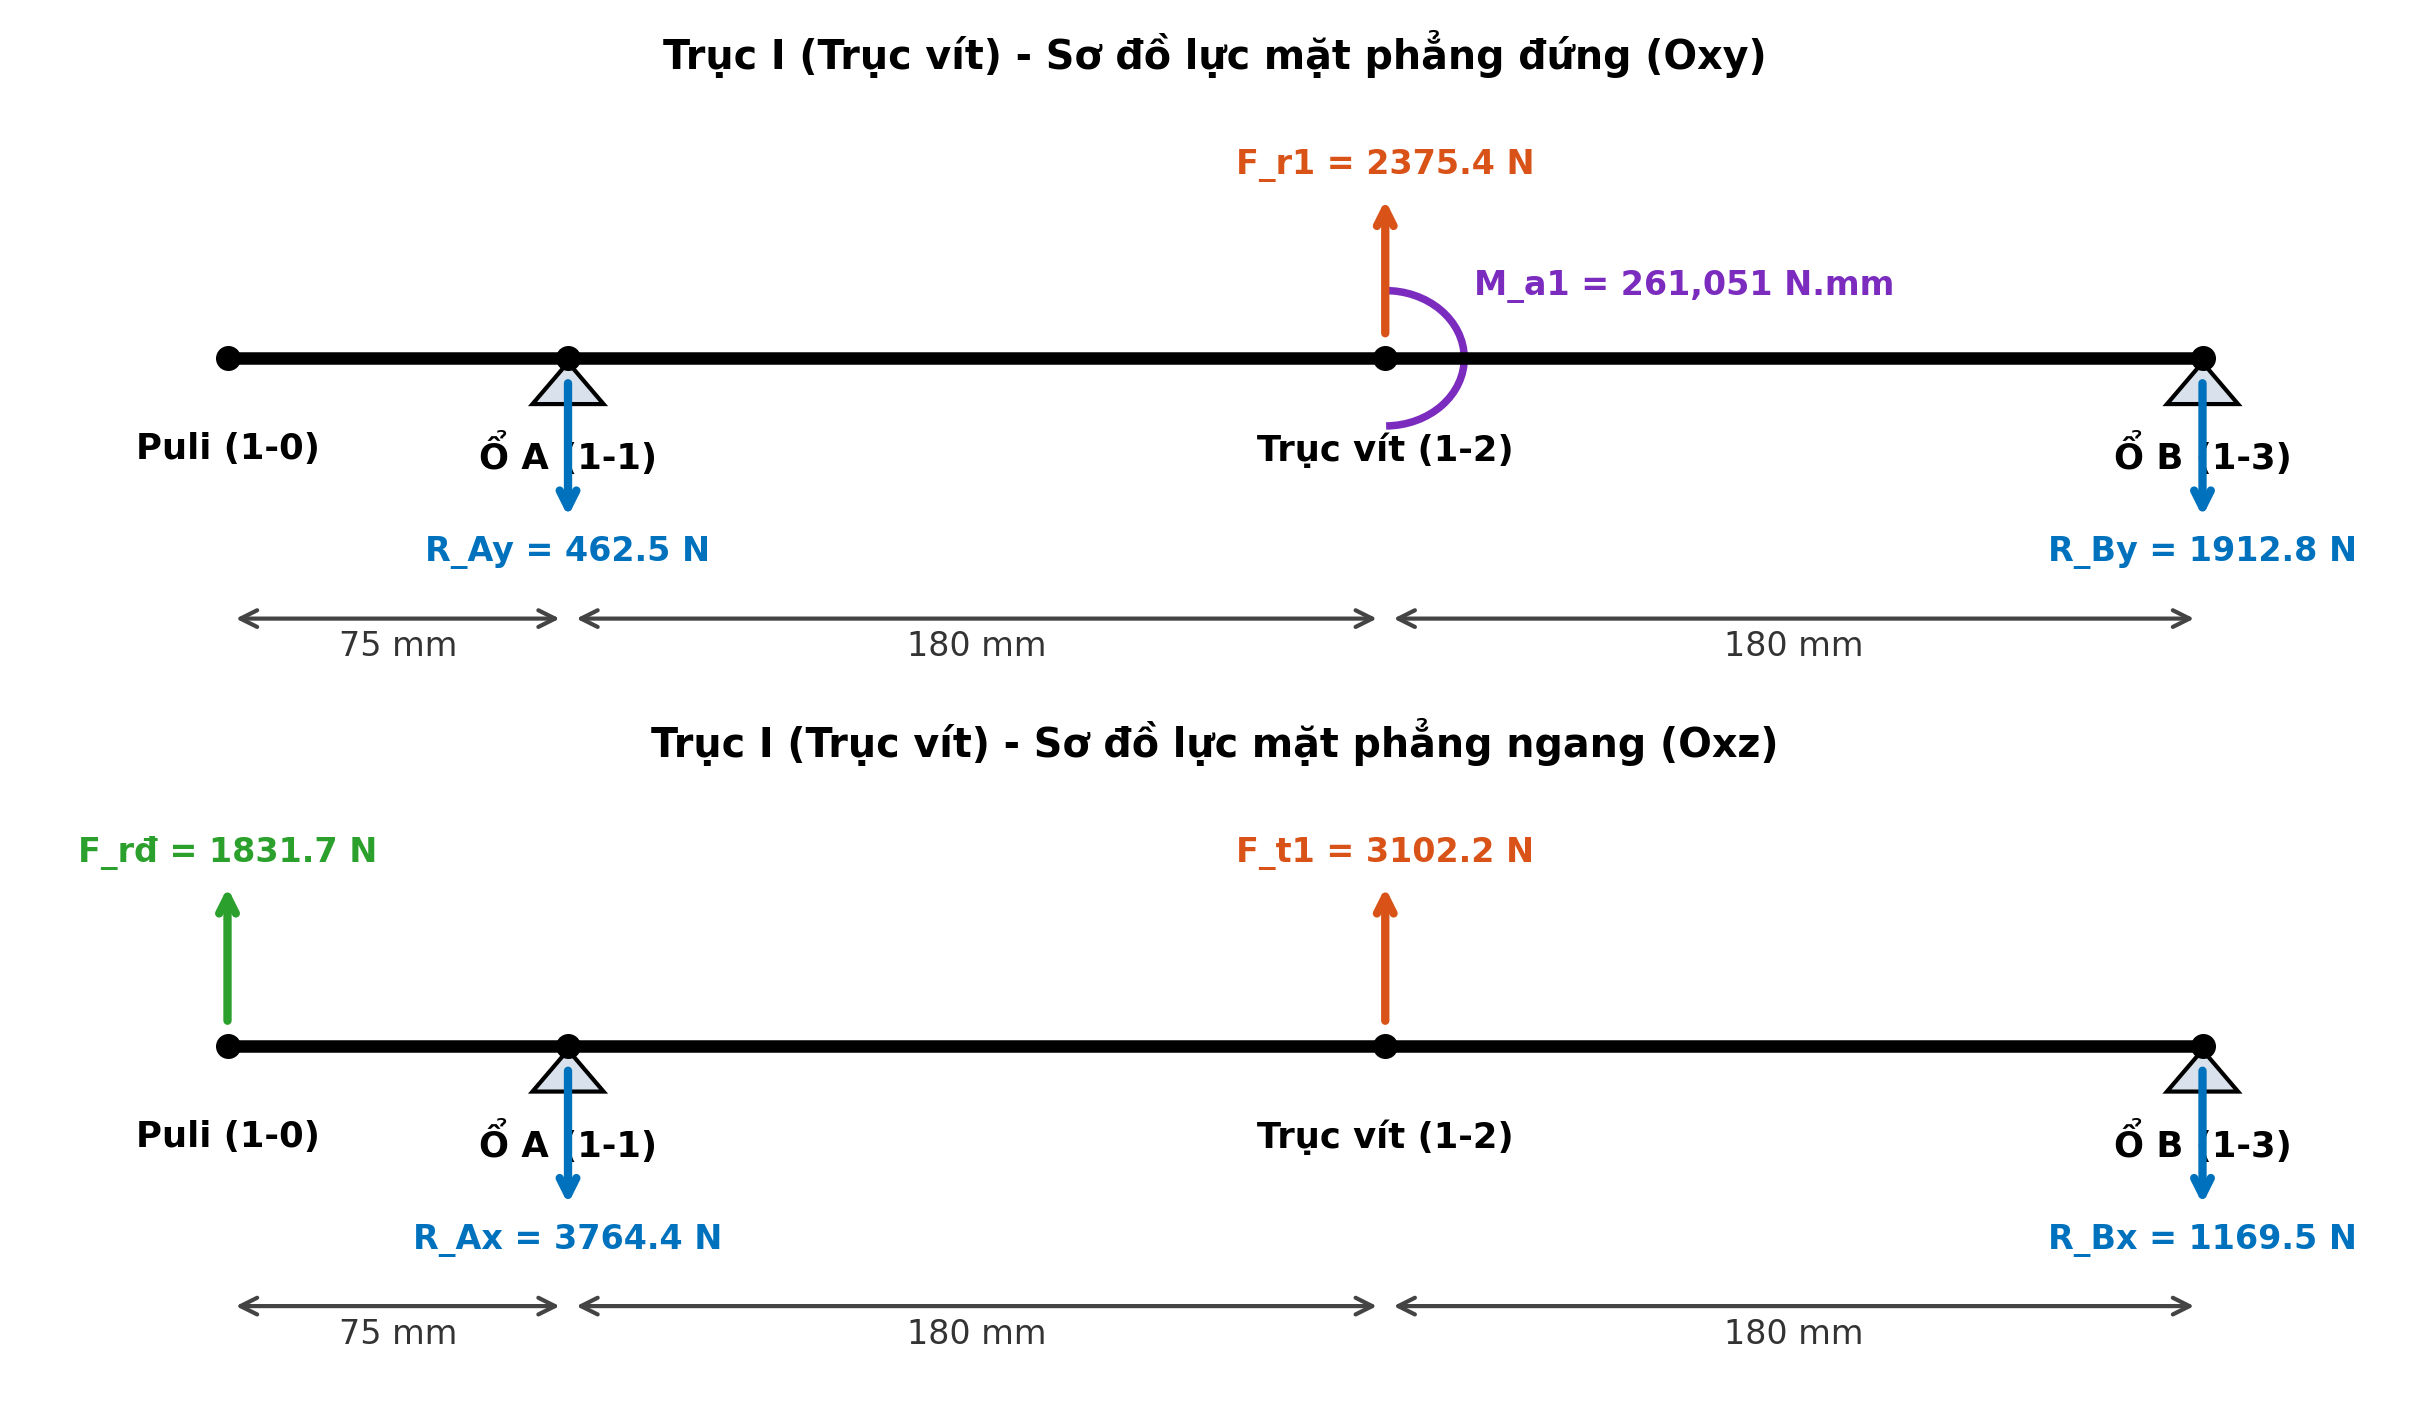 Trục I (Trục vít) - Sơ đồ lực mặt phẳng đứng (Oxy)
F_r1 = 2375.4 N
M_a1 = 261,051 N.mm
Puli (1-0)
Ổ A (1-1)
Trục vít (1-2)
Ổ B (1-3)
R_Ay = 462.5 N
R_By = 1912.8 N
75 mm
180 mm
180 mm
Trục I (Trục vít) - Sơ đồ lực mặt phẳng ngang (Oxz)
F_rđ = 1831.7 N
F_t1 = 3102.2 N
Puli (1-0)
Ổ A (1-1)
Trục vít (1-2)
Ổ B (1-3)
R_Ax = 3764.4 N
R_Bx = 1169.5 N
75 mm
180 mm
180 mm